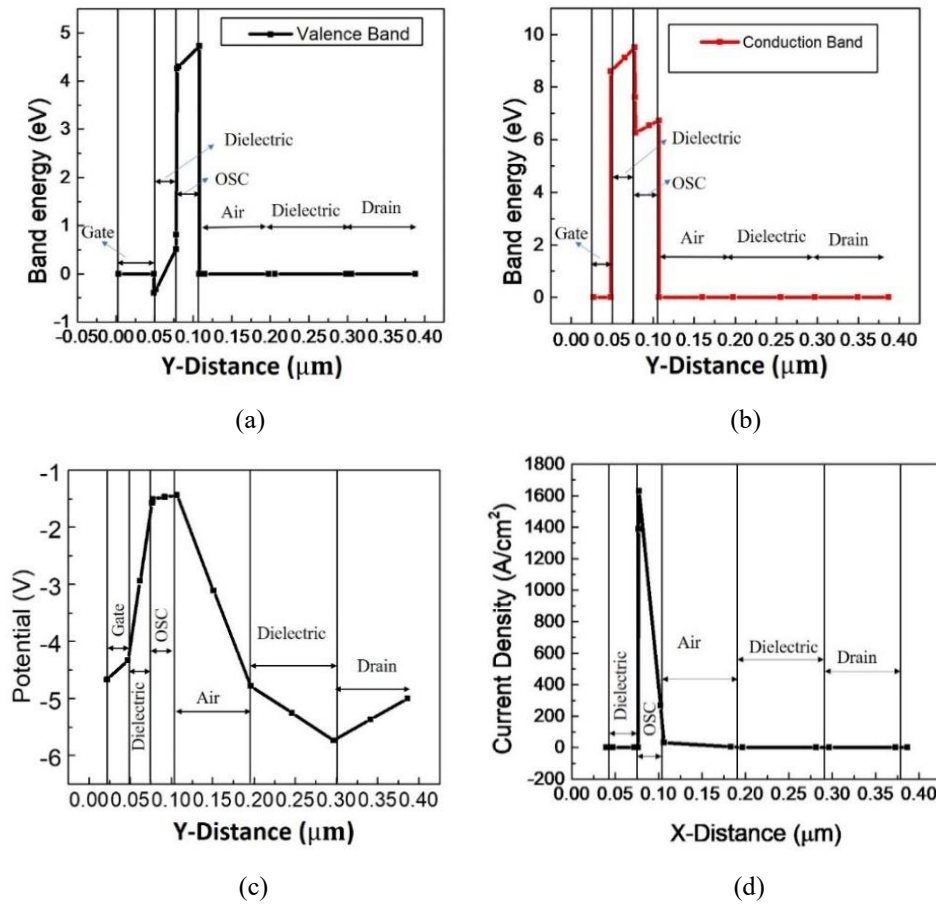 Valence Band
5
4
3
2
1
0
-1
Band energy (eV)
Dielectric
OSC
Air
Dielectric
Drain
Gate
-0.05 0.00 0.05 0.10 0.15 0.20 0.25 0.30 0.35 0.40
Y-Distance (μm)
(a)
Conduction Band
10
8
6
4
2
0
Band energy (eV)
Dielectric
OSC
Air
Dielectric
Drain
Gate
0.00 0.05 0.10 0.15 0.20 0.25 0.30 0.35 0.40
Y-Distance (μm)
(b)
-1
-2
-3
-4
-5
-6
Potential (V)
Gate
Dielectric
OSC
Air
Dielectric
Drain
0.00 0.05 0.10 0.15 0.20 0.25 0.30 0.35 0.40
Y-Distance (μm)
(c)
1800
1600
1400
1200
1000
800
600
400
200
0
-200
Current Density (A/cm²)
Dielectric
OSC
Air
Dielectric
Drain
0.00 0.05 0.10 0.15 0.20 0.25 0.30 0.35 0.40
X-Distance (μm)
(d)